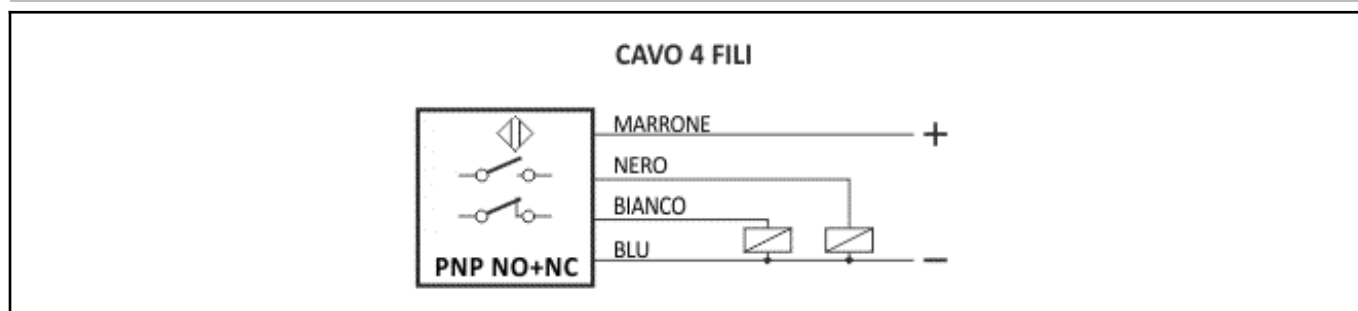 CAVO 4 FILI
MARRONE
+
NERO
BIANCO
BLU
−
PNP NO+NC